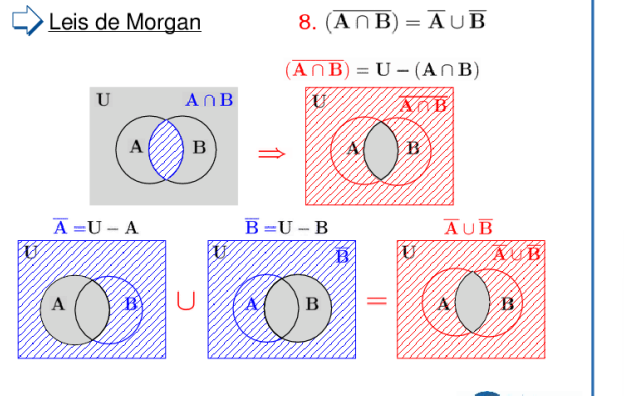 Leis de Morgan
8. (A̅ ̅∩̅ ̅B̅) = A̅ ∪ B̅
(A̅ ̅∩̅ ̅B̅) = U − (A ∩ B)
U A ∩ B
A B
⇒
U A̅ ̅∩̅ ̅B̅
A B
A̅ =U − A
B̅ =U − B
A̅ ∪ B̅
U
A B
∪
U B̅
A B
=
U A̅ ∪ B̅
A B